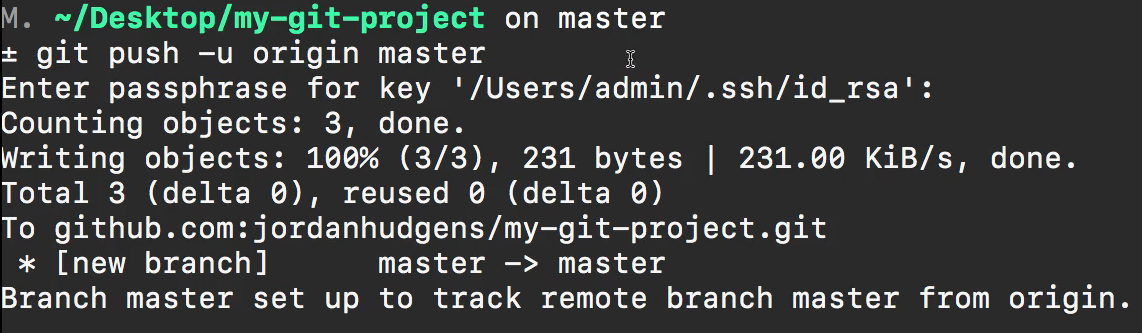 M. ~/Desktop/my-git-project on master
± git push -u origin master
Enter passphrase for key '/Users/admin/.ssh/id_rsa':
Counting objects: 3, done.
Writing objects: 100% (3/3), 231 bytes | 231.00 KiB/s, done.
Total 3 (delta 0), reused 0 (delta 0)
To github.com:jordanhudgens/my-git-project.git
 * [new branch]      master -> master
Branch master set up to track remote branch master from origin.